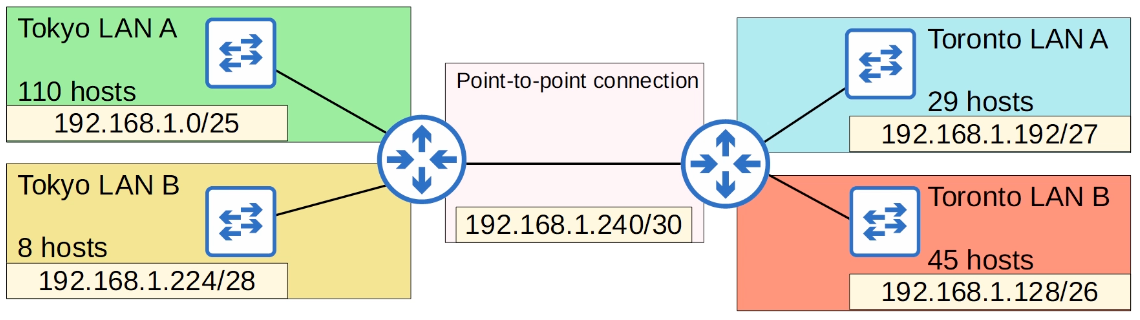 Tokyo LAN A
110 hosts
192.168.1.0/25
Tokyo LAN B
8 hosts
192.168.1.224/28
Point-to-point connection
192.168.1.240/30
Toronto LAN A
29 hosts
192.168.1.192/27
Toronto LAN B
45 hosts
192.168.1.128/26